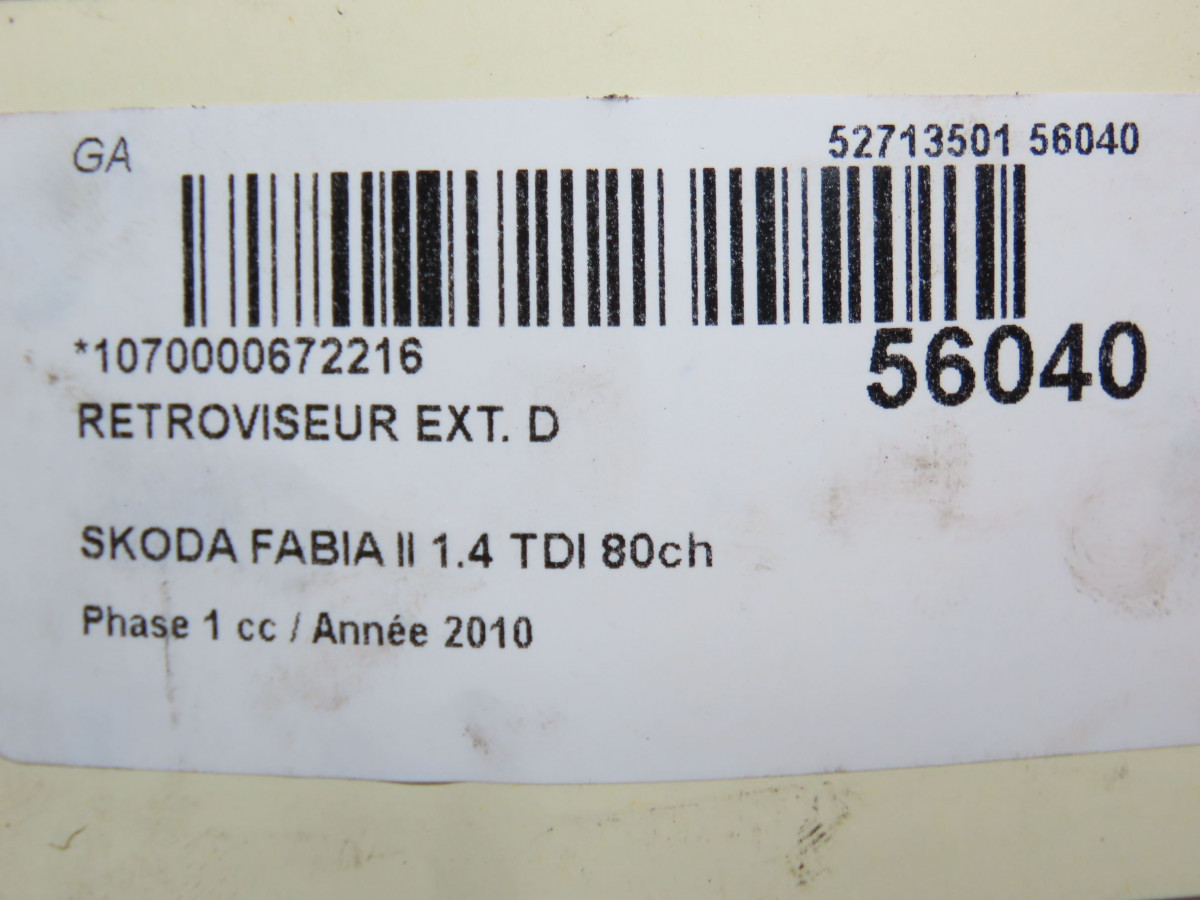 GA
52713501 56040
*1070000672216
56040
RETROVISEUR EXT. D
SKODA FABIA II 1.4 TDI 80ch
Phase 1 cc / Année 2010